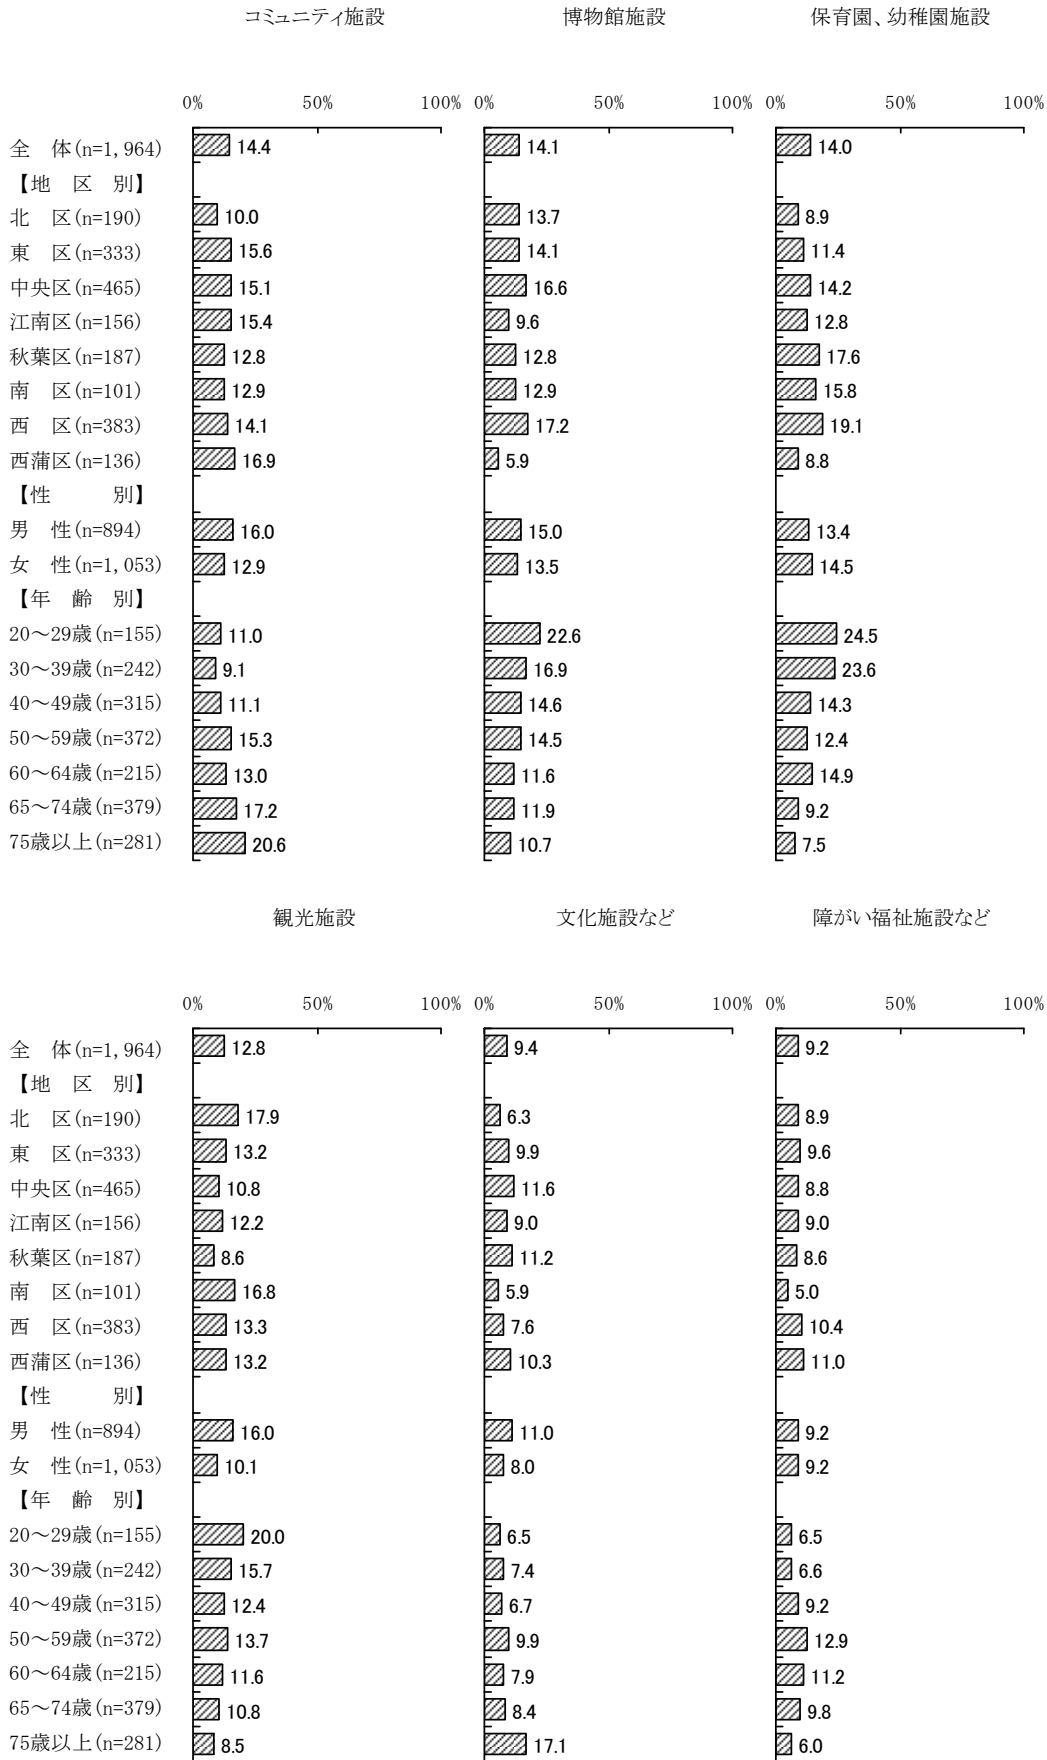 コミュニティ施設 博物館施設 保育園、幼稚園施設
0% 50% 100% 0% 50% 100% 0% 50% 100%
全 体(n=1,964) 14.4 14.1 14.0
【地 区 別】
北 区(n=190) 10.0 13.7 8.9
東 区(n=333) 15.6 14.1 11.4
中央区(n=465) 15.1 16.6 14.2
江南区(n=156) 15.4 9.6 12.8
秋葉区(n=187) 12.8 12.8 17.6
南 区(n=101) 12.9 12.9 15.8
西 区(n=383) 14.1 17.2 19.1
西蒲区(n=136) 16.9 5.9 8.8
【性 別】
男 性(n=894) 16.0 15.0 13.4
女 性(n=1,053) 12.9 13.5 14.5
【年 齢 別】
20～29歳(n=155) 11.0 22.6 24.5
30～39歳(n=242) 9.1 16.9 23.6
40～49歳(n=315) 11.1 14.6 14.3
50～59歳(n=372) 15.3 14.5 12.4
60～64歳(n=215) 13.0 11.6 14.9
65～74歳(n=379) 17.2 11.9 9.2
75歳以上(n=281) 20.6 10.7 7.5
観光施設 文化施設など 障がい福祉施設など
0% 50% 100% 0% 50% 100% 0% 50% 100%
全 体(n=1,964) 12.8 9.4 9.2
【地 区 別】
北 区(n=190) 17.9 6.3 8.9
東 区(n=333) 13.2 9.9 9.6
中央区(n=465) 10.8 11.6 8.8
江南区(n=156) 12.2 9.0 9.0
秋葉区(n=187) 8.6 11.2 8.6
南 区(n=101) 16.8 5.9 5.0
西 区(n=383) 13.3 7.6 10.4
西蒲区(n=136) 13.2 10.3 11.0
【性 別】
男 性(n=894) 16.0 11.0 9.2
女 性(n=1,053) 10.1 8.0 9.2
【年 齢 別】
20～29歳(n=155) 20.0 6.5 6.5
30～39歳(n=242) 15.7 7.4 6.6
40～49歳(n=315) 12.4 6.7 9.2
50～59歳(n=372) 13.7 9.9 12.9
60～64歳(n=215) 11.6 7.9 11.2
65～74歳(n=379) 10.8 8.4 9.8
75歳以上(n=281) 8.5 17.1 6.0